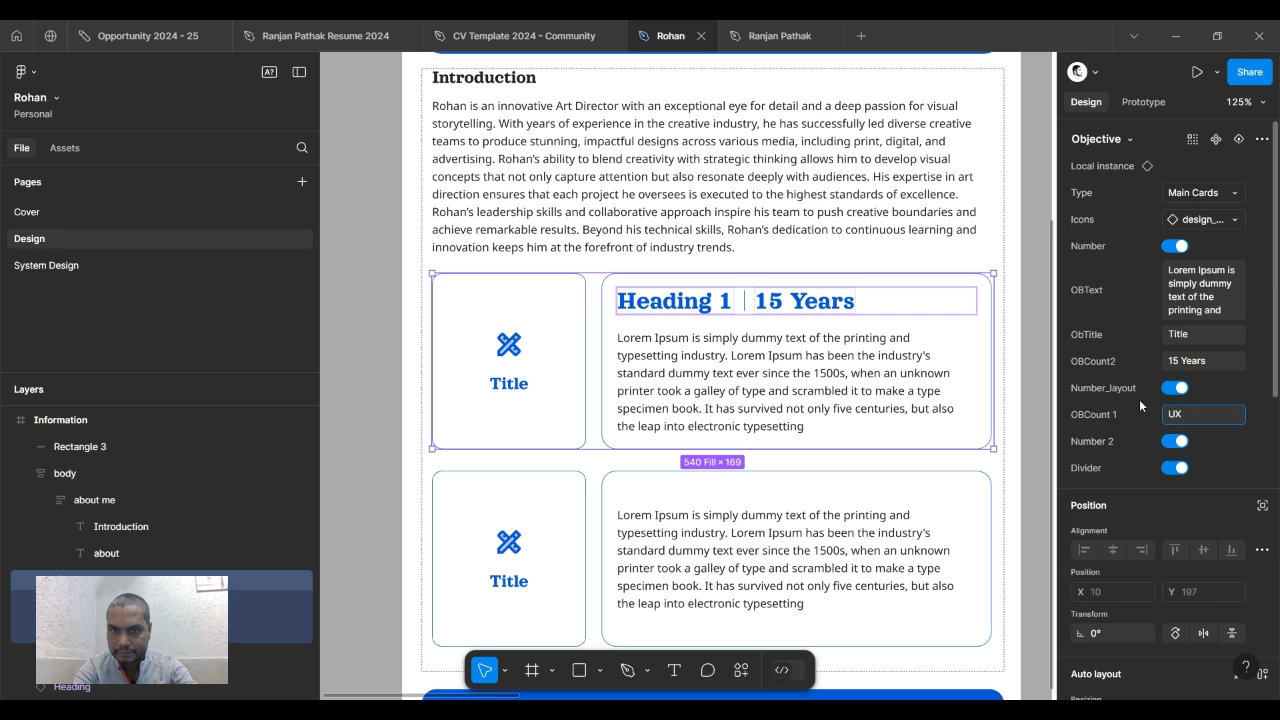 Opportunity 2024 - 25
Ranjan Pathak Resume 2024
CV Template 2024 - Community
Rohan
Ranjan Pathak
A?
Rohan
Personal
File
Assets
Pages
Cover
Design
System Design
Layers
Information
Rectangle 3
body
about me
Introduction
about
Heading
Introduction
Rohan is an innovative Art Director with an exceptional eye for detail and a deep passion for visual
storytelling. With years of experience in the creative industry, he has successfully led diverse creative
teams to produce stunning, impactful designs across various media, including print, digital, and
advertising. Rohan's ability to blend creativity with strategic thinking allows him to develop visual
concepts that not only capture attention but also resonate deeply with audiences. His expertise in art
direction ensures that each project he oversees is executed to the highest standards of excellence.
Rohan's leadership skills and collaborative approach inspire his team to push creative boundaries and
achieve remarkable results. Beyond his technical skills, Rohan's dedication to continuous learning and
innovation keeps him at the forefront of industry trends.
Title
Heading 1 | 15 Years
Lorem Ipsum is simply dummy text of the printing and
typesetting industry. Lorem Ipsum has been the industry's
standard dummy text ever since the 1500s, when an unknown
printer took a galley of type and scrambled it to make a type
specimen book. It has survived not only five centuries, but also
the leap into electronic typesetting
540 Fill × 169
Title
Lorem Ipsum is simply dummy text of the printing and
typesetting industry. Lorem Ipsum has been the industry's
standard dummy text ever since the 1500s, when an unknown
printer took a galley of type and scrambled it to make a type
specimen book. It has survived not only five centuries, but also
the leap into electronic typesetting
Share
Design
Prototype
125%
Objective
Local instance
Type
Main Cards
Icons
design_...
Number
OBText
Lorem Ipsum is
simply dummy
text of the
printing and
ObTitle
Title
OBCount2
15 Years
Number_layout
OBCount 1
UX
Number 2
Divider
Position
Alignment
Position
X 10
Y 197
Transform
0°
Auto layout
?